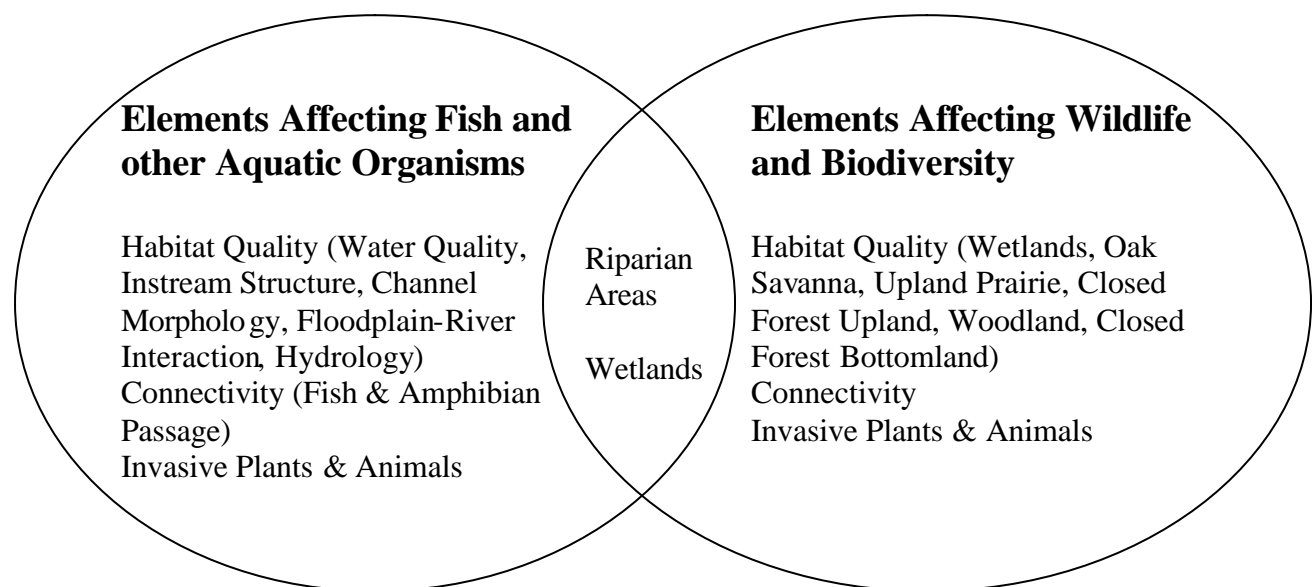 Elements Affecting Fish and
other Aquatic Organisms
Habitat Quality (Water Quality,
Instream Structure, Channel
Morphology, Floodplain-River
Interaction, Hydrology)
Connectivity (Fish & Amphibian
Passage)
Invasive Plants & Animals
Riparian
Areas
Wetlands
Elements Affecting Wildlife
and Biodiversity
Habitat Quality (Wetlands, Oak
Savanna, Upland Prairie, Closed
Forest Upland, Woodland, Closed
Forest Bottomland)
Connectivity
Invasive Plants & Animals